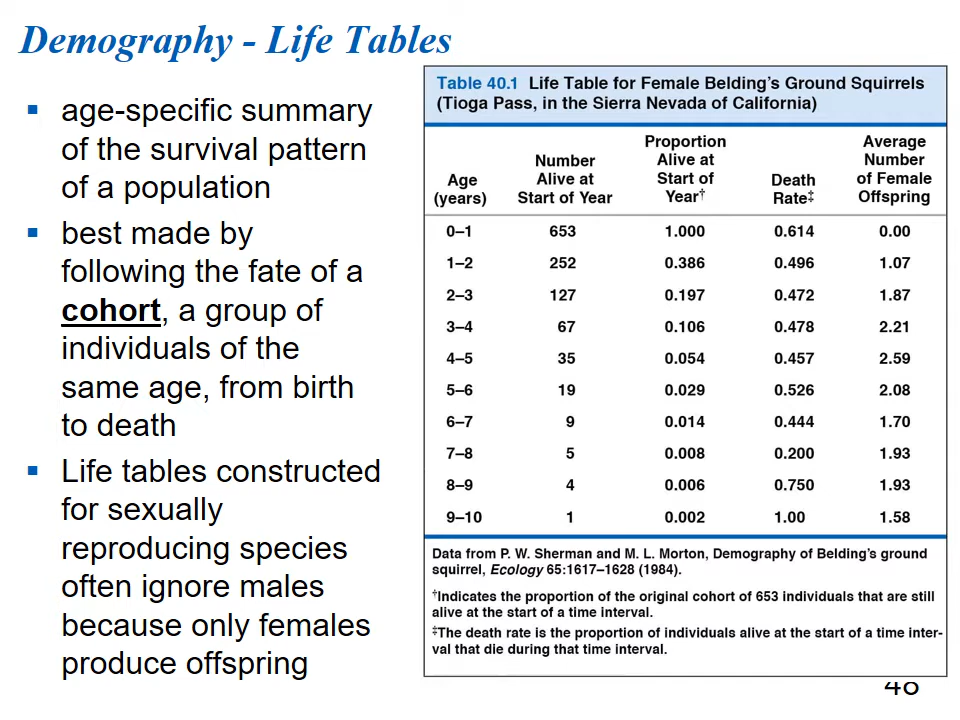 Demography - Life Tables
▪ age-specific summary
of the survival pattern
of a population
▪ best made by
following the fate of a
cohort, a group of
individuals of the
same age, from birth
to death
▪ Life tables constructed
for sexually
reproducing species
often ignore males
because only females
produce offspring
Table 40.1 Life Table for Female Belding's Ground Squirrels
(Tioga Pass, in the Sierra Nevada of California)
Age (years) Number Alive at Start of Year Proportion Alive at Start of Year† Death Rate‡ Average Number of Female Offspring
0–1 653 1.000 0.614 0.00
1–2 252 0.386 0.496 1.07
2–3 127 0.197 0.472 1.87
3–4 67 0.106 0.478 2.21
4–5 35 0.054 0.457 2.59
5–6 19 0.029 0.526 2.08
6–7 9 0.014 0.444 1.70
7–8 5 0.008 0.200 1.93
8–9 4 0.006 0.750 1.93
9–10 1 0.002 1.00 1.58
Data from P. W. Sherman and M. L. Morton, Demography of Belding's ground
squirrel, Ecology 65:1617–1628 (1984).
†Indicates the proportion of the original cohort of 653 individuals that are still
alive at the start of a time interval.
‡The death rate is the proportion of individuals alive at the start of a time inter-
val that die during that time interval.